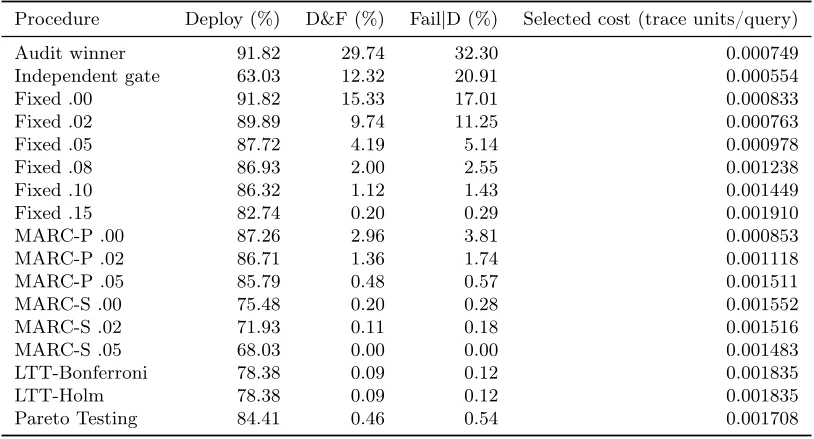 Procedure Deploy (%) D&F (%) Fail|D (%) Selected cost (trace units/query)
Audit winner 91.82 29.74 32.30 0.000749
Independent gate 63.03 12.32 20.91 0.000554
Fixed .00 91.82 15.33 17.01 0.000833
Fixed .02 89.89 9.74 11.25 0.000763
Fixed .05 87.72 4.19 5.14 0.000978
Fixed .08 86.93 2.00 2.55 0.001238
Fixed .10 86.32 1.12 1.43 0.001449
Fixed .15 82.74 0.20 0.29 0.001910
MARC-P .00 87.26 2.96 3.81 0.000853
MARC-P .02 86.71 1.36 1.74 0.001118
MARC-P .05 85.79 0.48 0.57 0.001511
MARC-S .00 75.48 0.20 0.28 0.001552
MARC-S .02 71.93 0.11 0.18 0.001516
MARC-S .05 68.03 0.00 0.00 0.001483
LTT-Bonferroni 78.38 0.09 0.12 0.001835
LTT-Holm 78.38 0.09 0.12 0.001835
Pareto Testing 84.41 0.46 0.54 0.001708